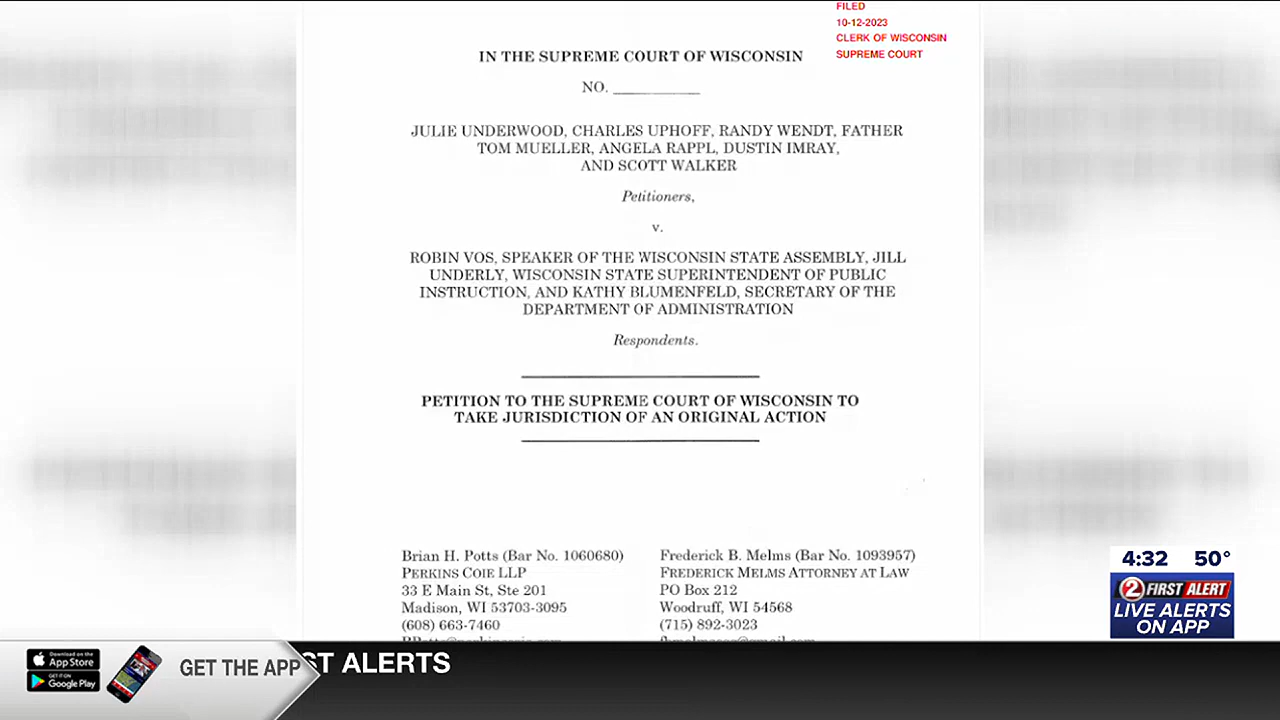 FILED
10-12-2023
CLERK OF WISCONSIN
SUPREME COURT
IN THE SUPREME COURT OF WISCONSIN
NO. __________
JULIE UNDERWOOD, CHARLES UPHOFF, RANDY WENDT, FATHER
TOM MUELLER, ANGELA RAPPL, DUSTIN IMRAY,
AND SCOTT WALKER
Petitioners,
v.
ROBIN VOS, SPEAKER OF THE WISCONSIN STATE ASSEMBLY, JILL
UNDERLY, WISCONSIN STATE SUPERINTENDENT OF PUBLIC
INSTRUCTION, AND KATHY BLUMENFELD, SECRETARY OF THE
DEPARTMENT OF ADMINISTRATION
Respondents.
PETITION TO THE SUPREME COURT OF WISCONSIN TO
TAKE JURISDICTION OF AN ORIGINAL ACTION
Brian H. Potts (Bar No. 1060680)
PERKINS COIE LLP
33 E Main St, Ste 201
Madison, WI 53703-3095
(608) 663-7460
Frederick B. Melms (Bar No. 1093957)
FREDERICK MELMS ATTORNEY AT LAW
PO Box 212
Woodruff, WI 54568
(715) 892-3023
4:32 50°
2 FIRST ALERT
LIVE ALERTS
ON APP
Download on the
App Store
GET IT ON
Google Play
GET THE APP
ST ALERTS